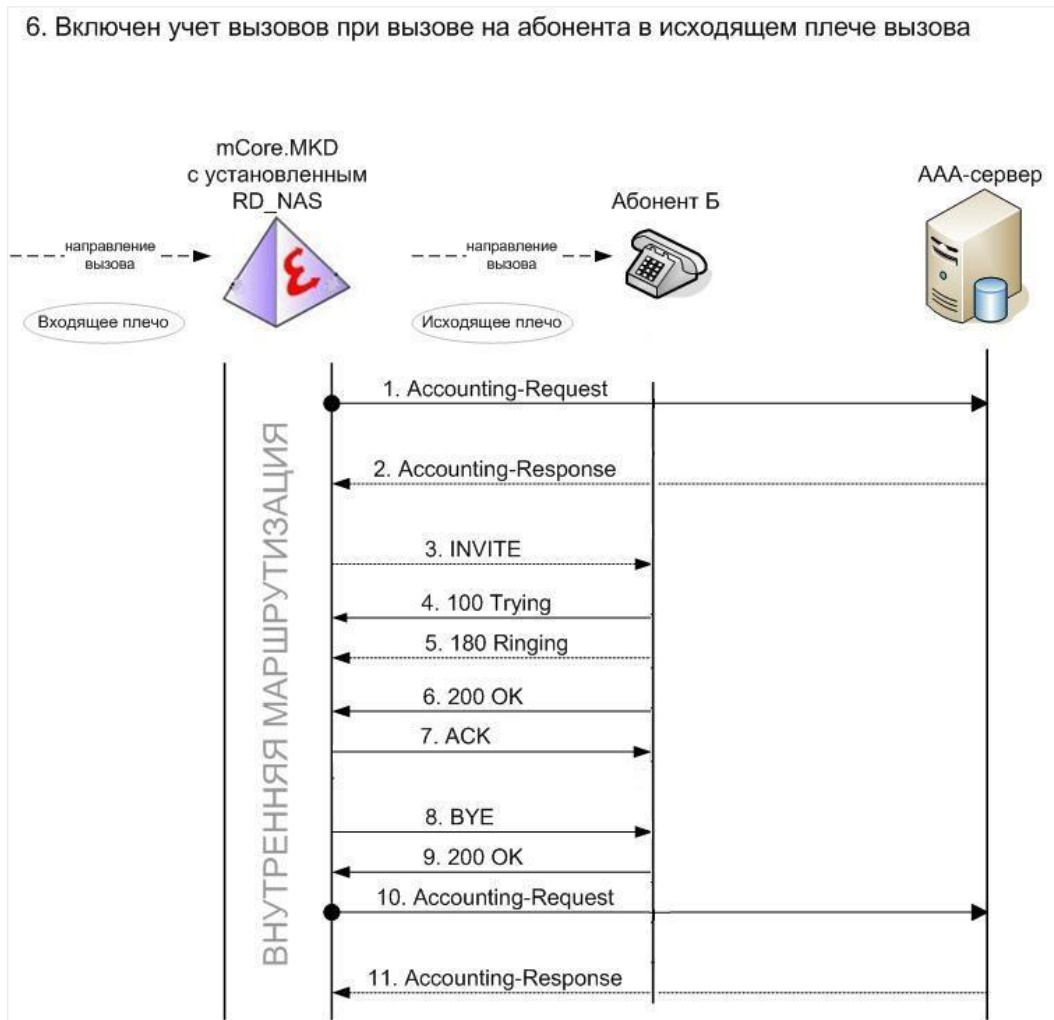 6. Включен учет вызовов при вызове на абонента в исходящем плече вызова
mCore.MKD
с установленным
RD_NAS
Абонент Б
ААА-сервер
направление
вызова
направление
вызова
Входящее плечо
Исходящее плечо
ВНУТРЕННЯЯ МАРШРУТИЗАЦИЯ
1. Accounting-Request
2. Accounting-Response
3. INVITE
4. 100 Trying
5. 180 Ringing
6. 200 OK
7. ACK
8. BYE
9. 200 OK
10. Accounting-Request
11. Accounting-Response